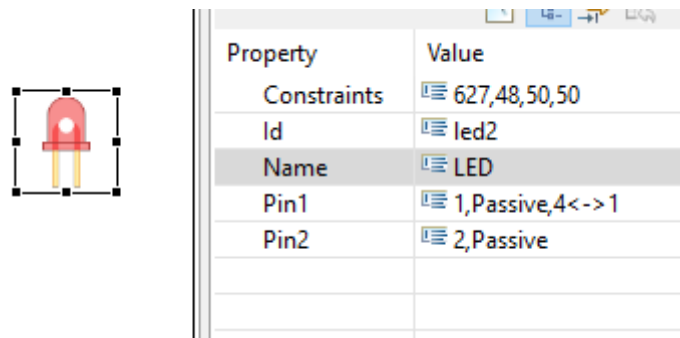 Property Value
Constraints 627,48,50,50
Id led2
Name LED
Pin1 1,Passive,4<->1
Pin2 2,Passive